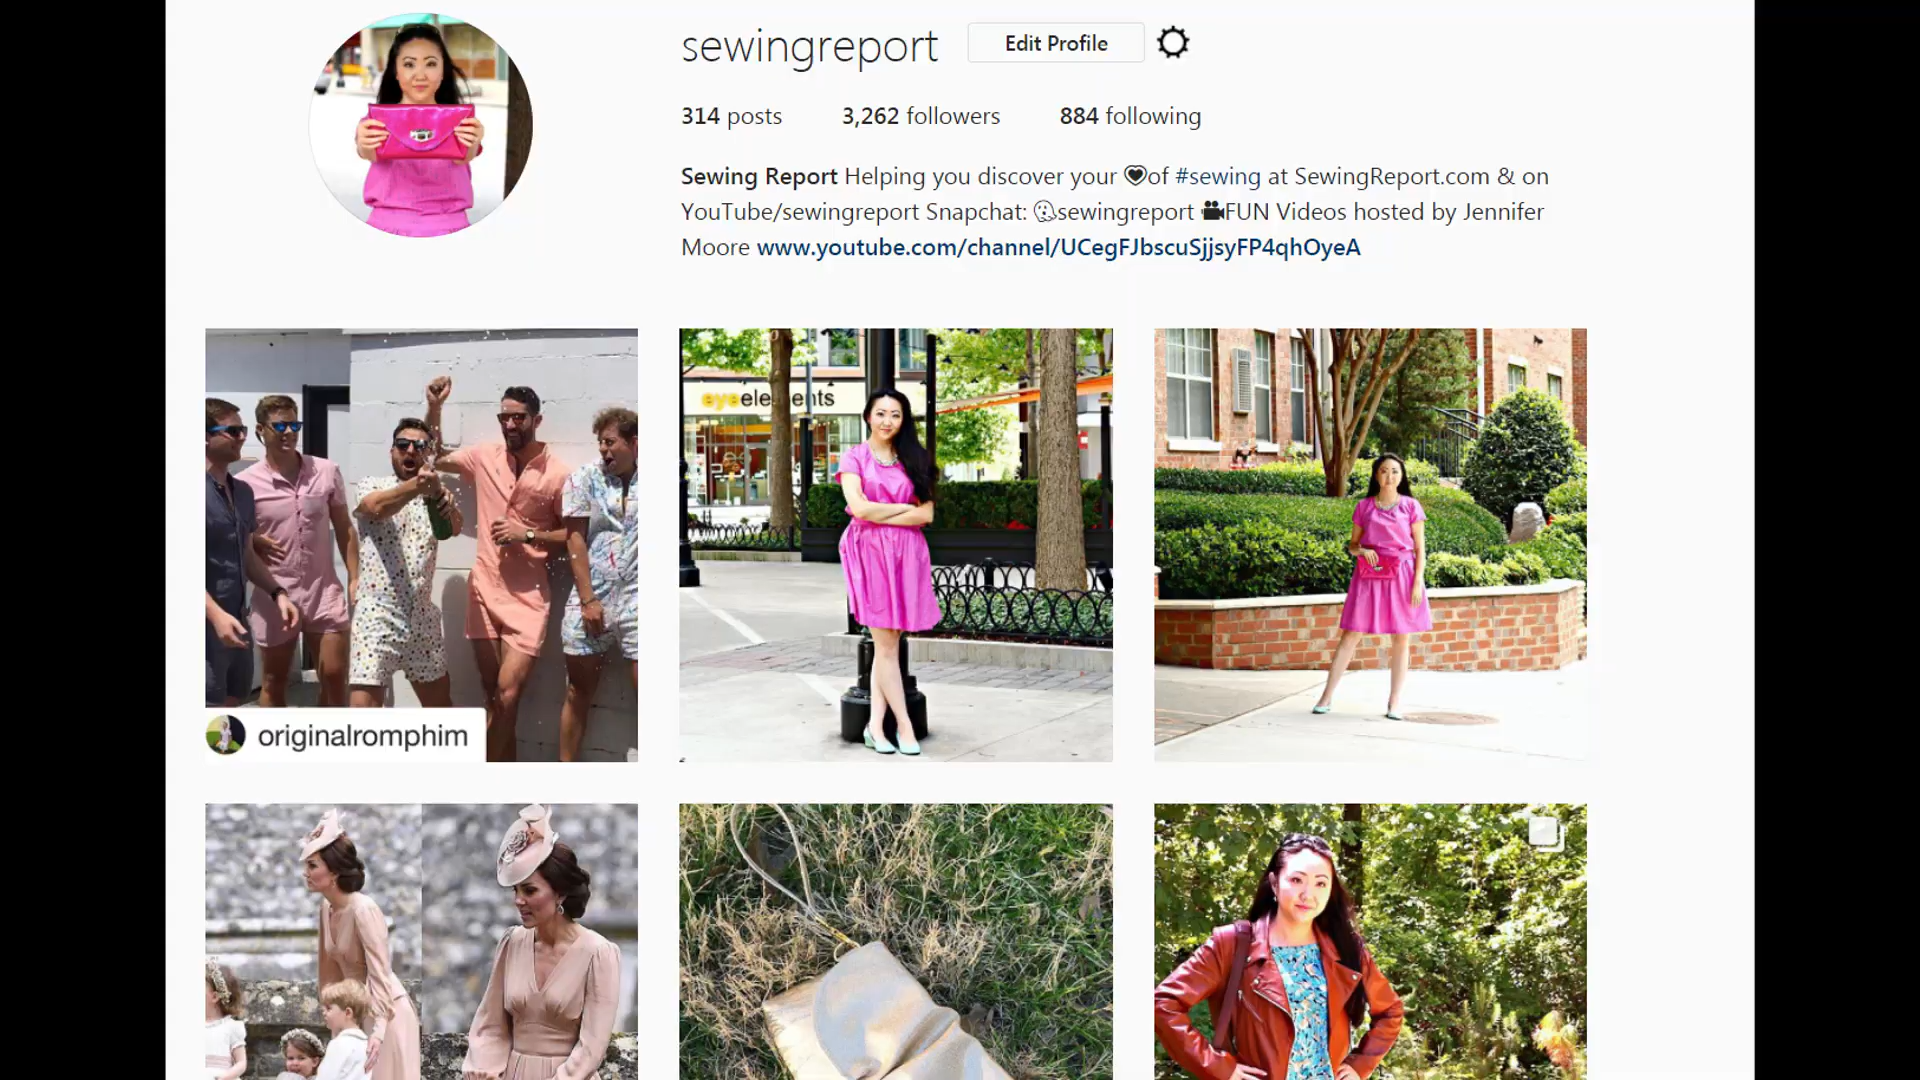 sewingreport Edit Profile
314 posts 3,262 followers 884 following
Sewing Report Helping you discover your 🖤of #sewing at SewingReport.com & on
YouTube/sewingreport Snapchat: 👻sewingreport 🎥FUN Videos hosted by Jennifer
Moore www.youtube.com/channel/UCegFJbscuSjjsyFP4qhOyeA
eyeelements
originalromphim